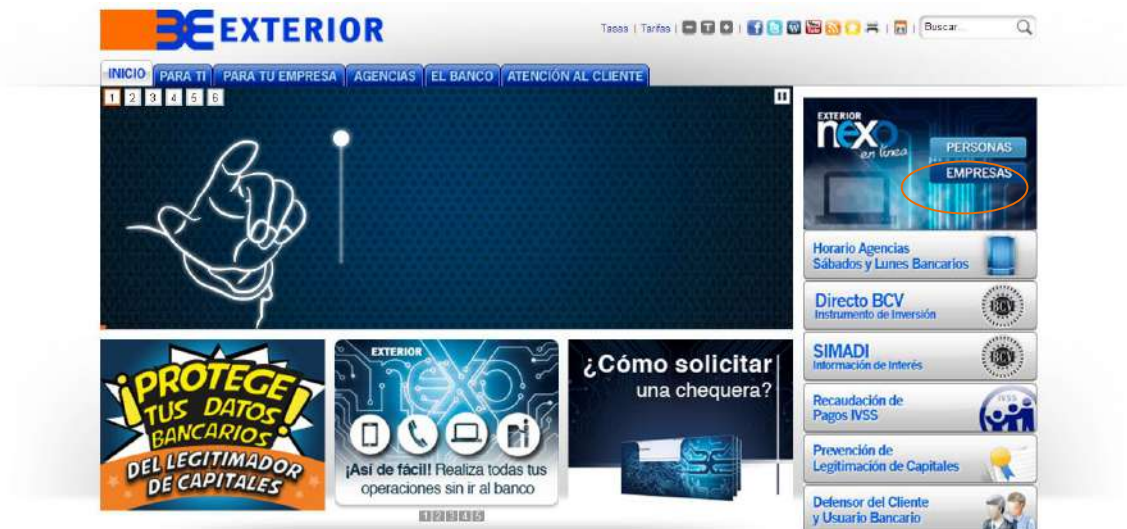 EXTERIOR
Tasas | Tarifas |
Buscar...
INICIO
PARA TI
PARA TU EMPRESA
AGENCIAS
EL BANCO
ATENCIÓN AL CLIENTE
1 2 3 4 5 6
EXTERIOR
nexo
en línea
PERSONAS
EMPRESAS
Horario Agencias
Sábados y Lunes Bancarios
Directo BCV
Instrumento de Inversión
BCV
SIMADI
Información de Interés
BCV
Recaudación de
Pagos IVSS
IVSS
Prevención de
Legitimación de Capitales
Defensor del Cliente
y Usuario Bancario
¡PROTEGE
TUS DATOS
BANCARIOS!
DEL LEGITIMADOR
DE CAPITALES
EXTERIOR
nexo
¡Así de fácil! Realiza todas tus
operaciones sin ir al banco
1 2 3 4 5
¿Cómo solicitar
una chequera?